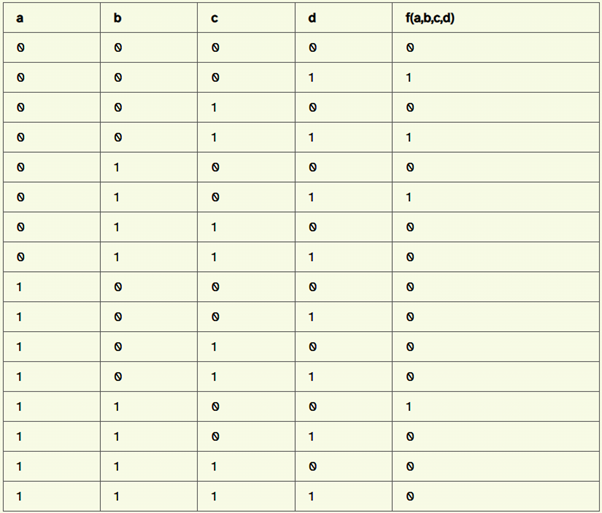 a b c d f(a,b,c,d)
0 0 0 0 0
0 0 0 1 1
0 0 1 0 0
0 0 1 1 1
0 1 0 0 0
0 1 0 1 1
0 1 1 0 0
0 1 1 1 0
1 0 0 0 0
1 0 0 1 0
1 0 1 0 0
1 0 1 1 0
1 1 0 0 1
1 1 0 1 0
1 1 1 0 0
1 1 1 1 0